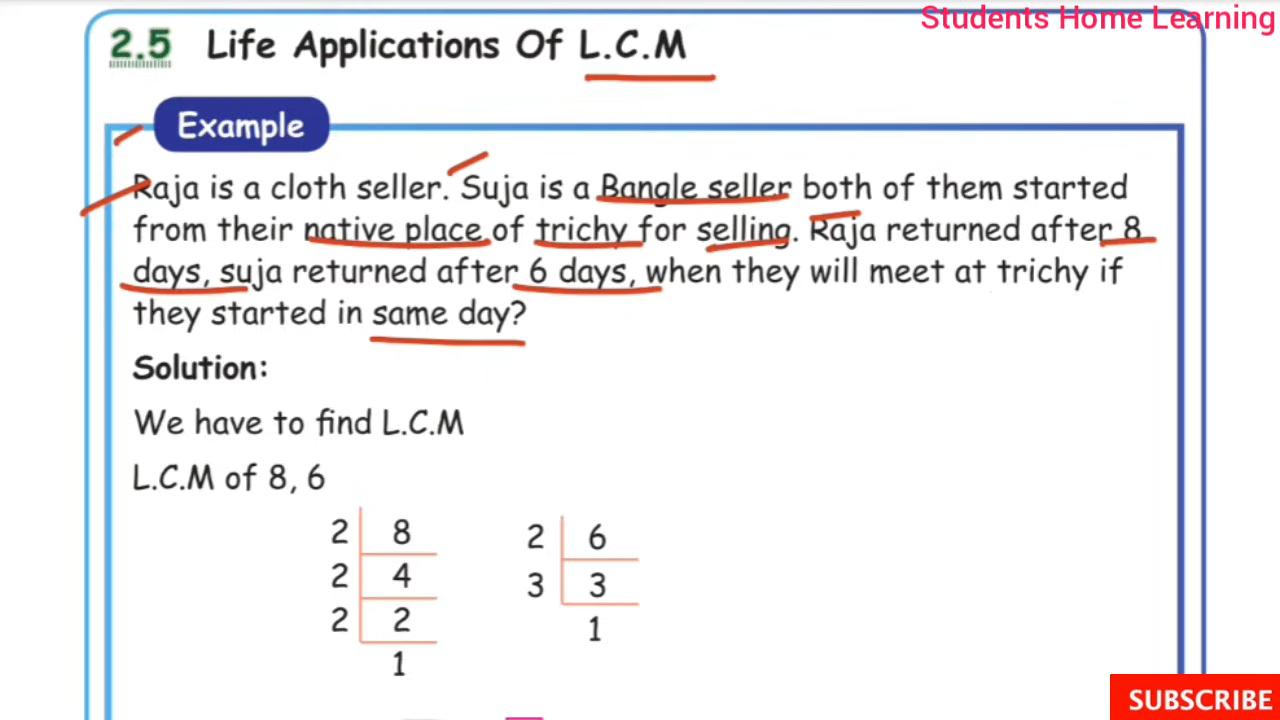 Students Home Learning
2.5 Life Applications Of L.C.M
Example
Raja is a cloth seller. Suja is a Bangle seller both of them started
from their native place of trichy for selling. Raja returned after 8
days, suja returned after 6 days, when they will meet at trichy if
they started in same day?
Solution:
We have to find L.C.M
L.C.M of 8, 6
2 8 2 6
2 4 3 3
2 2 1
1
SUBSCRIBE